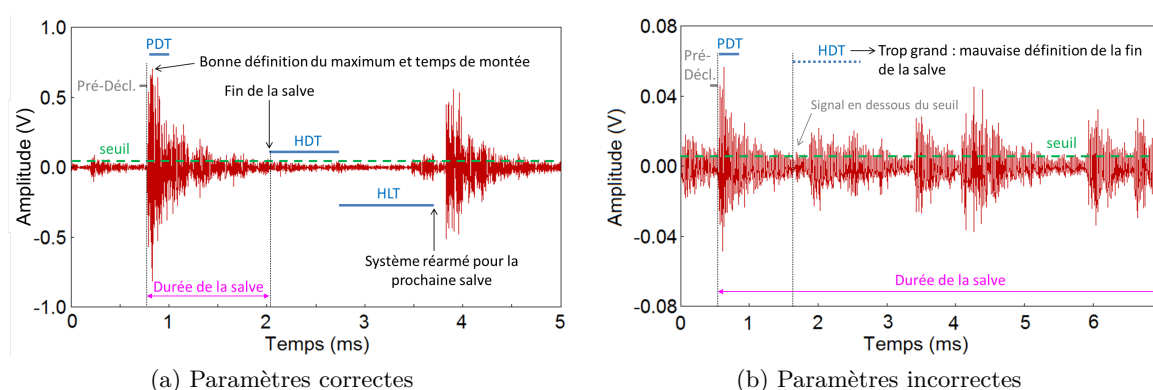 1.0
0.5
0.0
-0.5
-1.0
Amplitude (V)
PDT
Bonne définition du maximum et temps de montée
Pré-Décl.
Fin de la salve
seuil
HDT
HLT
Système réarmé pour la
prochaine salve
Durée de la salve
0 1 2 3 4 5
Temps (ms)
(a) Paramètres correctes
0.08
0.04
0.00
-0.04
-0.08
Amplitude (V)
PDT
Pré-
Décl.
HDT
Trop grand : mauvaise définition de la fin
de la salve
Signal en dessous du seuil
seuil
Durée de la salve
0 1 2 3 4 5 6
Temps (ms)
(b) Paramètres incorrectes